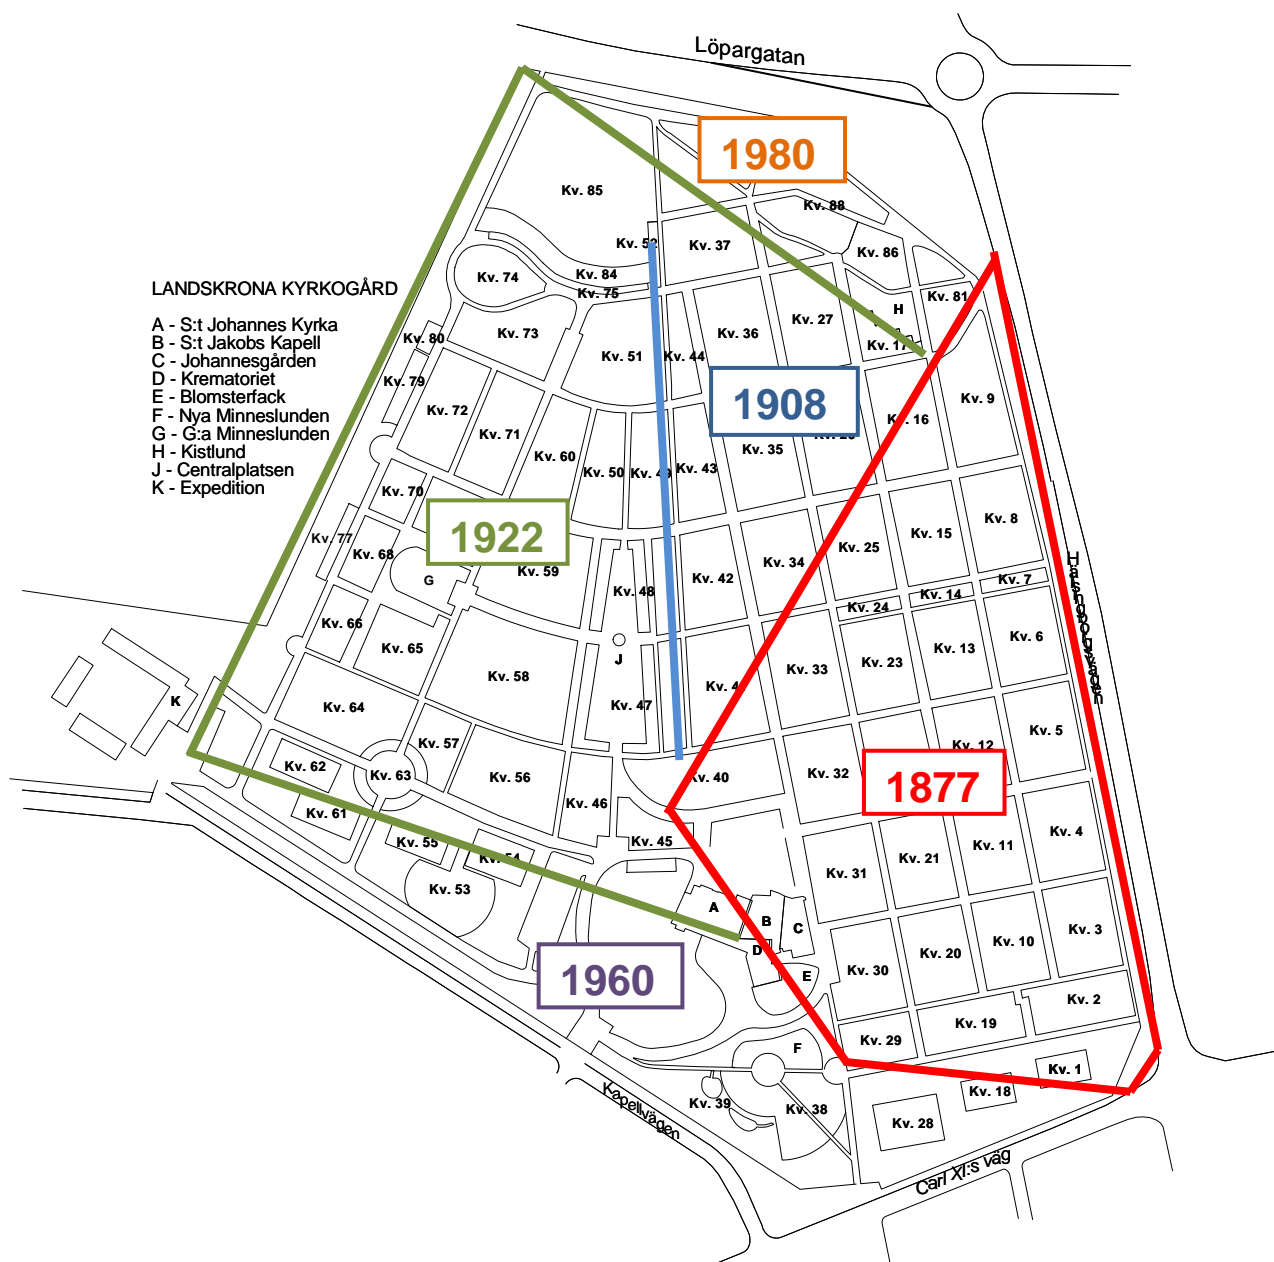 Löpargatan
1980
Kv. 85
Kv. 88
Kv. 37
Kv. 86
Kv. 84
Kv. 74
Kv. 75
Kv. 81
LANDSKRONA KYRKOGÅRD
A - S:t Johannes Kyrka
B - S:t Jakobs Kapell
C - Johannesgården
D - Krematoriet
E - Blomsterfack
F - Nya Minneslunden
G - G:a Minneslunden
H - Kistlund
J - Centralplatsen
K - Expedition
H
Kv. 27
Kv. 36
Kv. 73
Kv. 80
Kv. 17
Kv. 51
Kv. 44
Kv. 79
1908
Kv. 9
Kv. 72
Kv. 16
Kv. 71
Kv. 35
Kv. 60
Kv. 50
Kv. 49
Kv. 43
Kv. 70
1922
Kv. 8
Kv. 15
Kv. 77
Kv. 68
Kv. 25
Kv. 34
Kv. 59
G
Kv. 42
Kv. 7
Kv. 48
Kv. 14
Kv. 24
Kv. 66
Kv. 6
Kv. 65
Kv. 13
J
Kv. 23
Kv. 33
Kv. 58
Kv. 4
Helsingborgsvägen
K
Kv. 64
Kv. 47
Kv. 5
Kv. 57
Kv. 12
Kv. 62
Kv. 63
Kv. 56
Kv. 40
Kv. 32
1877
Kv. 46
Kv. 61
Kv. 4
Kv. 55
Kv. 45
Kv. 11
Kv. 54
Kv. 21
Kv. 31
Kv. 53
A
B
C
Kv. 3
D
Kv. 10
Kv. 20
1960
E
Kv. 30
Kv. 2
Kv. 19
F
Kv. 29
Kv. 1
Kv. 18
Kapellvägen
Kv. 39
Kv. 38
Kv. 28
Carl XI:s väg